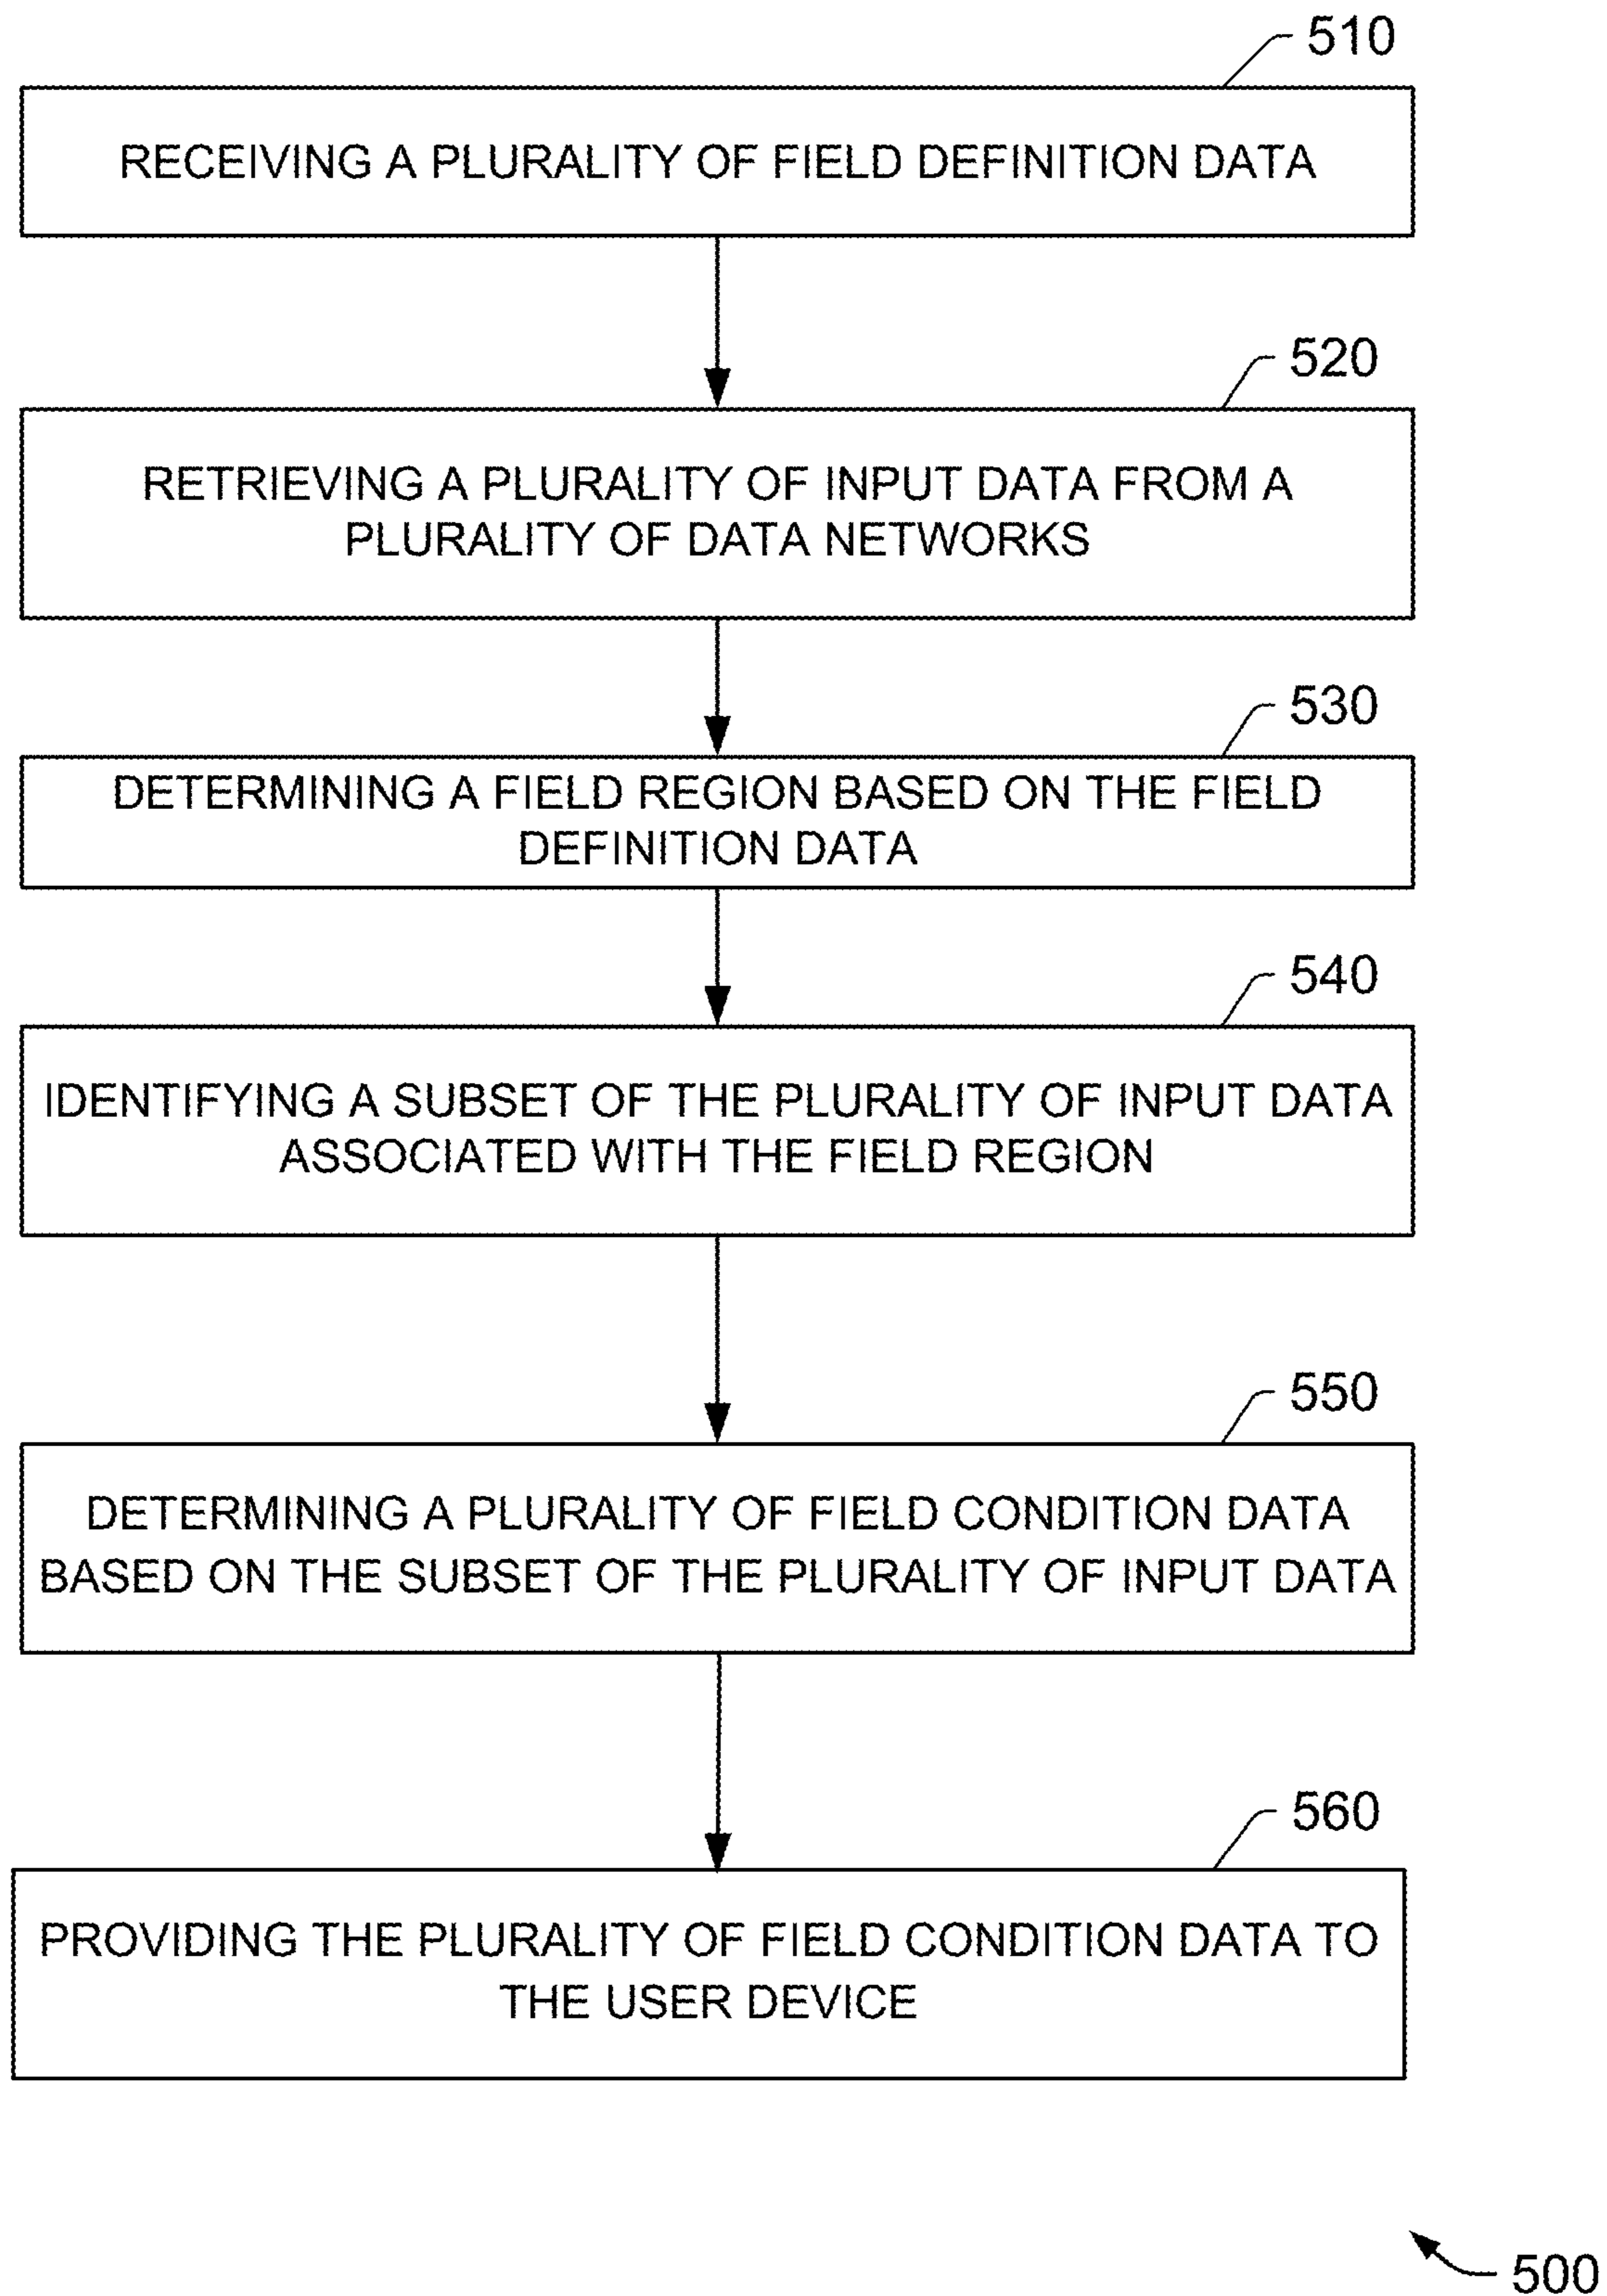 510
RECEIVING A PLURALITY OF FIELD DEFINITION DATA
520
RETRIEVING A PLURALITY OF INPUT DATA FROM A
PLURALITY OF DATA NETWORKS
530
DETERMINING A FIELD REGION BASED ON THE FIELD
DEFINITION DATA
540
IDENTIFYING A SUBSET OF THE PLURALITY OF INPUT DATA
ASSOCIATED WITH THE FIELD REGION
550
DETERMINING A PLURALITY OF FIELD CONDITION DATA
BASED ON THE SUBSET OF THE PLURALITY OF INPUT DATA
560
PROVIDING THE PLURALITY OF FIELD CONDITION DATA TO
THE USER DEVICE
500